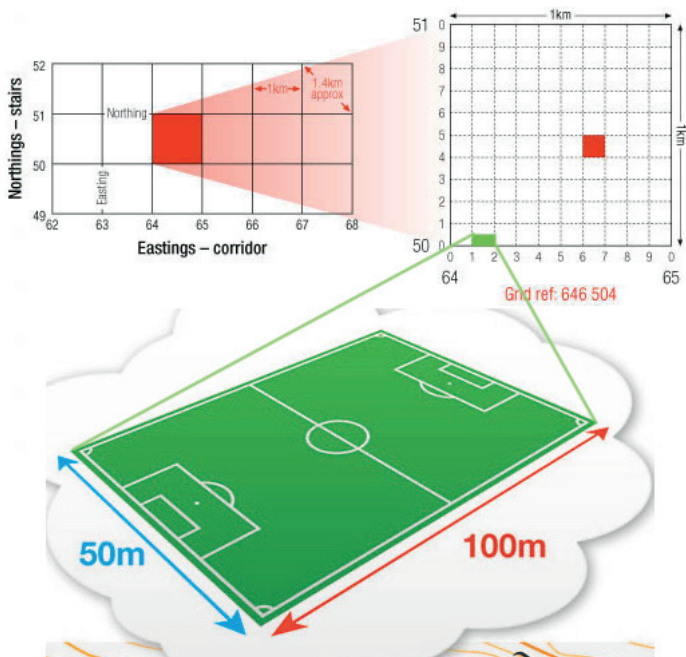 Northings – stairs
52
51
50
49
Northing
Easting
1km
1.4km
approx
62 63 64 65 66 67 68
Eastings – corridor
1km
51
0
9
8
7
6
5
4
3
2
1
50 0
0 1 2 3 4 5 6 7 8 9 0
64 65
1km
Grid ref: 646 504
50m
100m